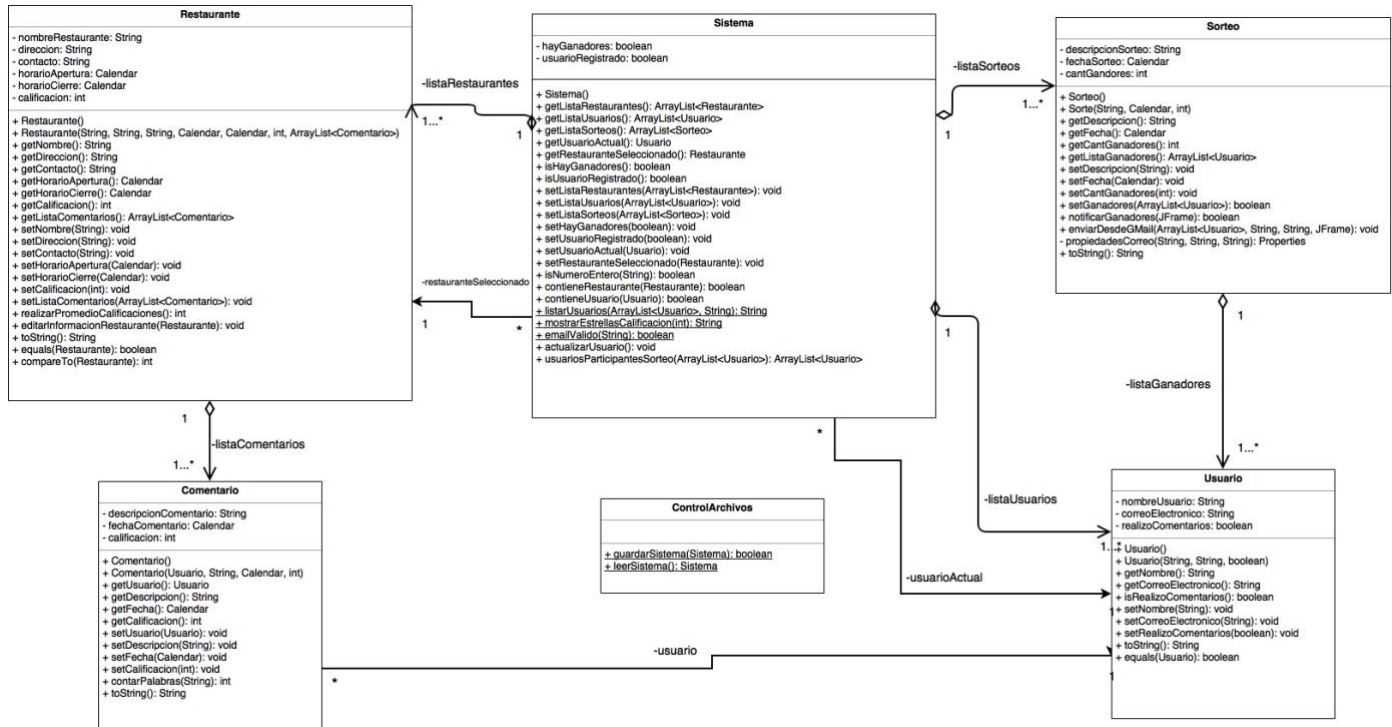 Restaurante
- nombreRestaurante: String
- direccion: String
- contacto: String
- horarioApertura: Calendar
- horarioCierre: Calendar
- calificacion: int
+ Restaurante()
+ Restaurante(String, String, String, Calendar, Calendar, int, ArrayList<Comentario>)
+ getNombre(): String
+ getDireccion(): String
+ getContacto(): String
+ getHorarioApertura(): Calendar
+ getHorarioCierre(): Calendar
+ getCalificacion(): int
+ getListaComentarios(): ArrayList<Comentario>
+ setNombre(String): void
+ setDireccion(String): void
+ setContacto(String): void
+ setHorarioApertura(Calendar): void
+ setHorarioCierre(Calendar): void
+ setCalificacion(int): void
+ setListaComentarios(ArrayList<Comentario>): void
+ realizarPromedioCalificaciones(): int
+ editarInformacionRestaurante(Restaurante): void
+ toString(): String
+ equals(Restaurante): boolean
+ compareTo(Restaurante): int
-listaRestaurantes
1...*
1
-restauranteSeleccionado
1
*
Sistema
- hayGanadores: boolean
- usuarioRegistrado: boolean
+ Sistema()
+ getListaRestaurantes(): ArrayList<Restaurante>
+ getListaUsuarios(): ArrayList<Usuario>
+ getListaSorteos(): ArrayList<Sorteo>
+ getUsuarioActual(): Usuario
+ getRestauranteSeleccionado(): Restaurante
+ isHayGanadores(): boolean
+ isUsuarioRegistrado(): boolean
+ setListaRestaurantes(ArrayList<Restaurante>): void
+ setListaUsuarios(ArrayList<Usuario>): void
+ setListaSorteos(ArrayList<Sorteo>): void
+ setHayGanadores(boolean): void
+ setUsuarioRegistrado(boolean): void
+ setUsuarioActual(Usuario): void
+ setRestauranteSeleccionado(Restaurante): void
+ isNumeroEntero(String): boolean
+ contieneRestaurante(Restaurante): boolean
+ contieneUsuario(Usuario): boolean
+ listarUsuarios(ArrayList<Usuario>, String): String
+ mostrarEstrellasCalificacion(int): String
+ emailValido(String): boolean
+ actualizarUsuario(): void
+ usuariosParticipantesSorteo(ArrayList<Usuario>): ArrayList<Usuario>
-listaSorteos
1...*
1
Sorteo
- descripcionSorteo: String
- fechaSorteo: Calendar
- cantGandores: int
+ Sorteo()
+ Sorte(String, Calendar, int)
+ getDescripcion(): String
+ getFecha(): Calendar
+ getCantGanadores(): int
+ getListaGanadores(): ArrayList<Usuario>
+ setDescripcion(String): void
+ setFecha(Calendar): void
+ setCantGanadores(int): void
+ setGanadores(ArrayList<Usuario>): boolean
+ notificarGanadores(JFrame): boolean
+ enviarDesdeGMail(ArrayList<Usuario>, String, String, JFrame): void
- propiedadesCorreo(String, String, String): Properties
+ toString(): String
1
-listaGanadores
1...*
1
-listaComentarios
1...*
Comentario
- descripcionComentario: String
- fechaComentario: Calendar
- calificacion: int
+ Comentario()
+ Comentario(Usuario, String, Calendar, int)
+ getUsuario(): Usuario
+ getDescripcion(): String
+ getFecha(): Calendar
+ getCalificacion(): int
+ setUsuario(Usuario): void
+ setDescripcion(String): void
+ setFecha(Calendar): void
+ setCalificacion(int): void
+ contarPalabras(String): int
+ toString(): String
ControlArchivos
+ guardarSistema(Sistema): boolean
+ leerSistema(): Sistema
1
-listaUsuarios
1...*
*
-usuarioActual
1
-usuario
*
1
Usuario
- nombreUsuario: String
- correoElectronico: String
- realizoComentarios: boolean
+ Usuario()
+ Usuario(String, String, boolean)
+ getNombre(): String
+ getCorreoElectronico(): String
+ isRealizoComentarios(): boolean
+ setNombre(String): void
+ setCorreoElectronico(String): void
+ setRealizoComentarios(boolean): void
+ toString(): String
+ equals(Usuario): boolean